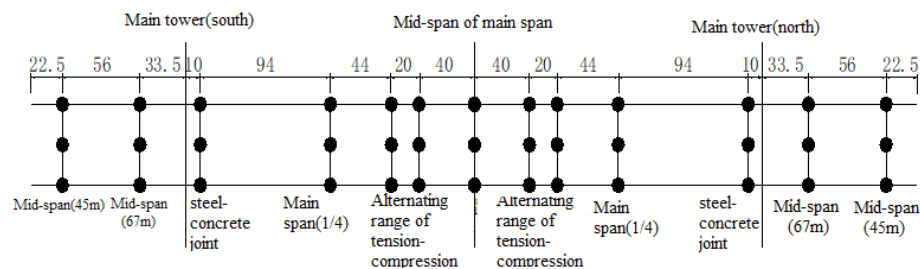 Main tower(south)
Mid-span of main span
Main tower(north)
22.5 56 33.5 10 94 44 20 40 40 20 44 94 10 33.5 56 22.5
Mid-span(45m)
Mid-span
(67m)
steel-
concrete
joint
Main
span(1/4)
Alternating
range of
tension-
compression
Alternating
range of
tension-
compression
Main
span(1/4)
steel-
concrete
joint
Mid-span
(67m)
Mid-span
(45m)